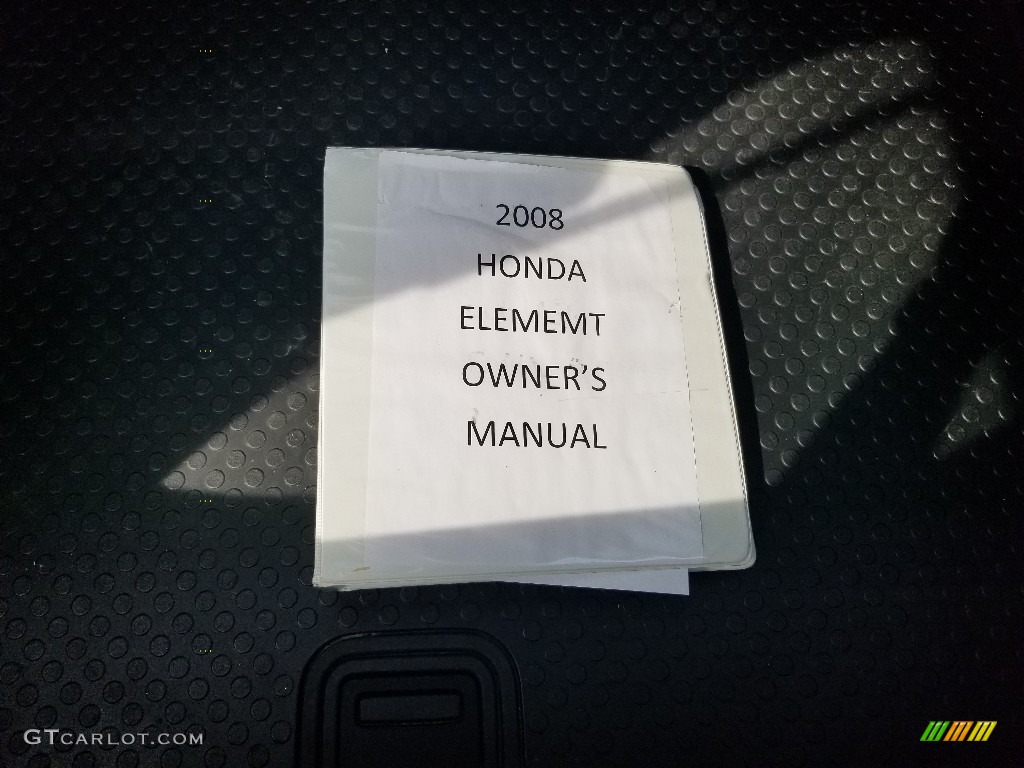 2008
HONDA
ELEMEMT
OWNER’S
MANUAL
GTCARLOT.COM